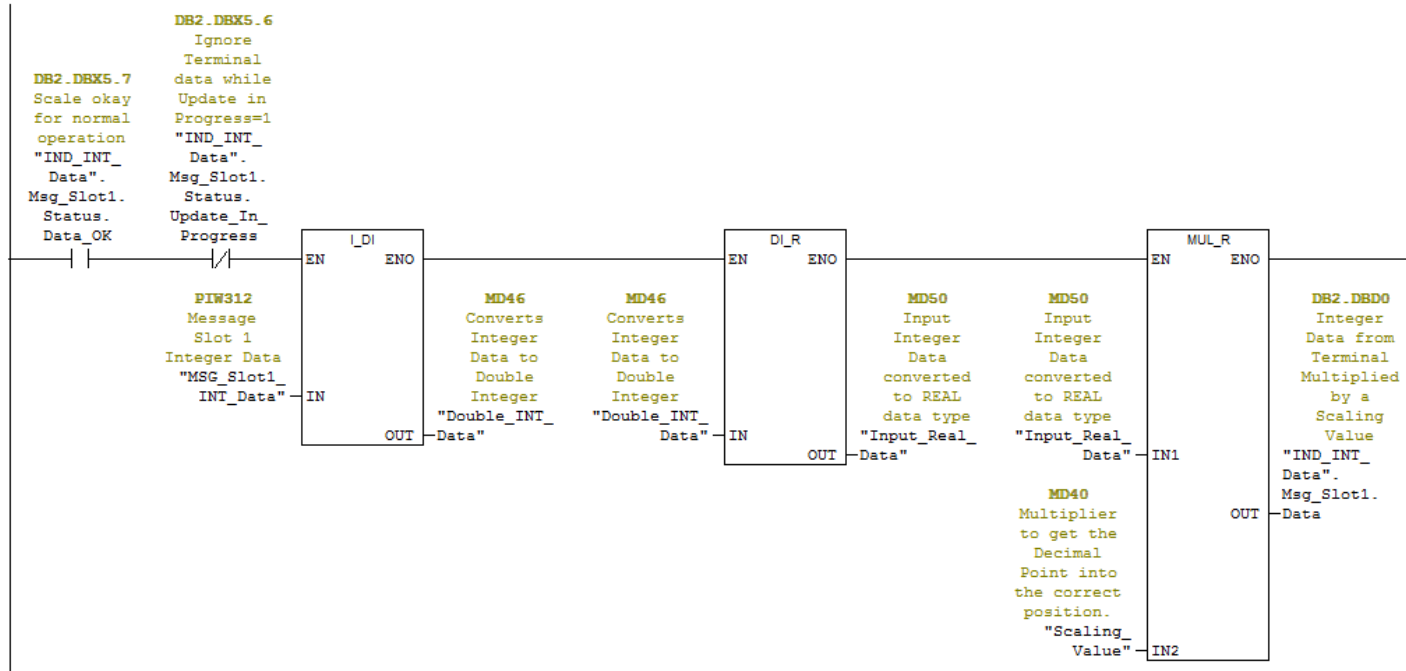 DB2.DBX5.7
Scale okay
for normal
operation
"IND_INT_
Data".
Msg_Slot1.
Status.
Data_OK
DB2.DBX5.6
Ignore
Terminal
data while
Update in
Progress=1
"IND_INT_
Data".
Msg_Slot1.
Status.
Update_In_
Progress
I_DI
EN ENO
PIW312
Message
Slot 1
Integer Data
"MSG_Slot1_
INT_Data"
IN
OUT
MD46
Converts
Integer
Data to
Double
Integer
"Double_INT_
Data"
MD46
Converts
Integer
Data to
Double
Integer
"Double_INT_
Data"
DI_R
EN ENO
IN
OUT
MD50
Input
Integer
Data
converted
to REAL
data type
"Input_Real_
Data"
MD50
Input
Integer
Data
converted
to REAL
data type
"Input_Real_
Data"
MUL_R
EN ENO
IN1
MD40
Multiplier
to get the
Decimal
Point into
the correct
position.
"Scaling_
Value"
IN2
OUT
DB2.DBD0
Integer
Data from
Terminal
Multiplied
by a
Scaling
Value
"IND_INT_
Data".
Msg_Slot1.
Data